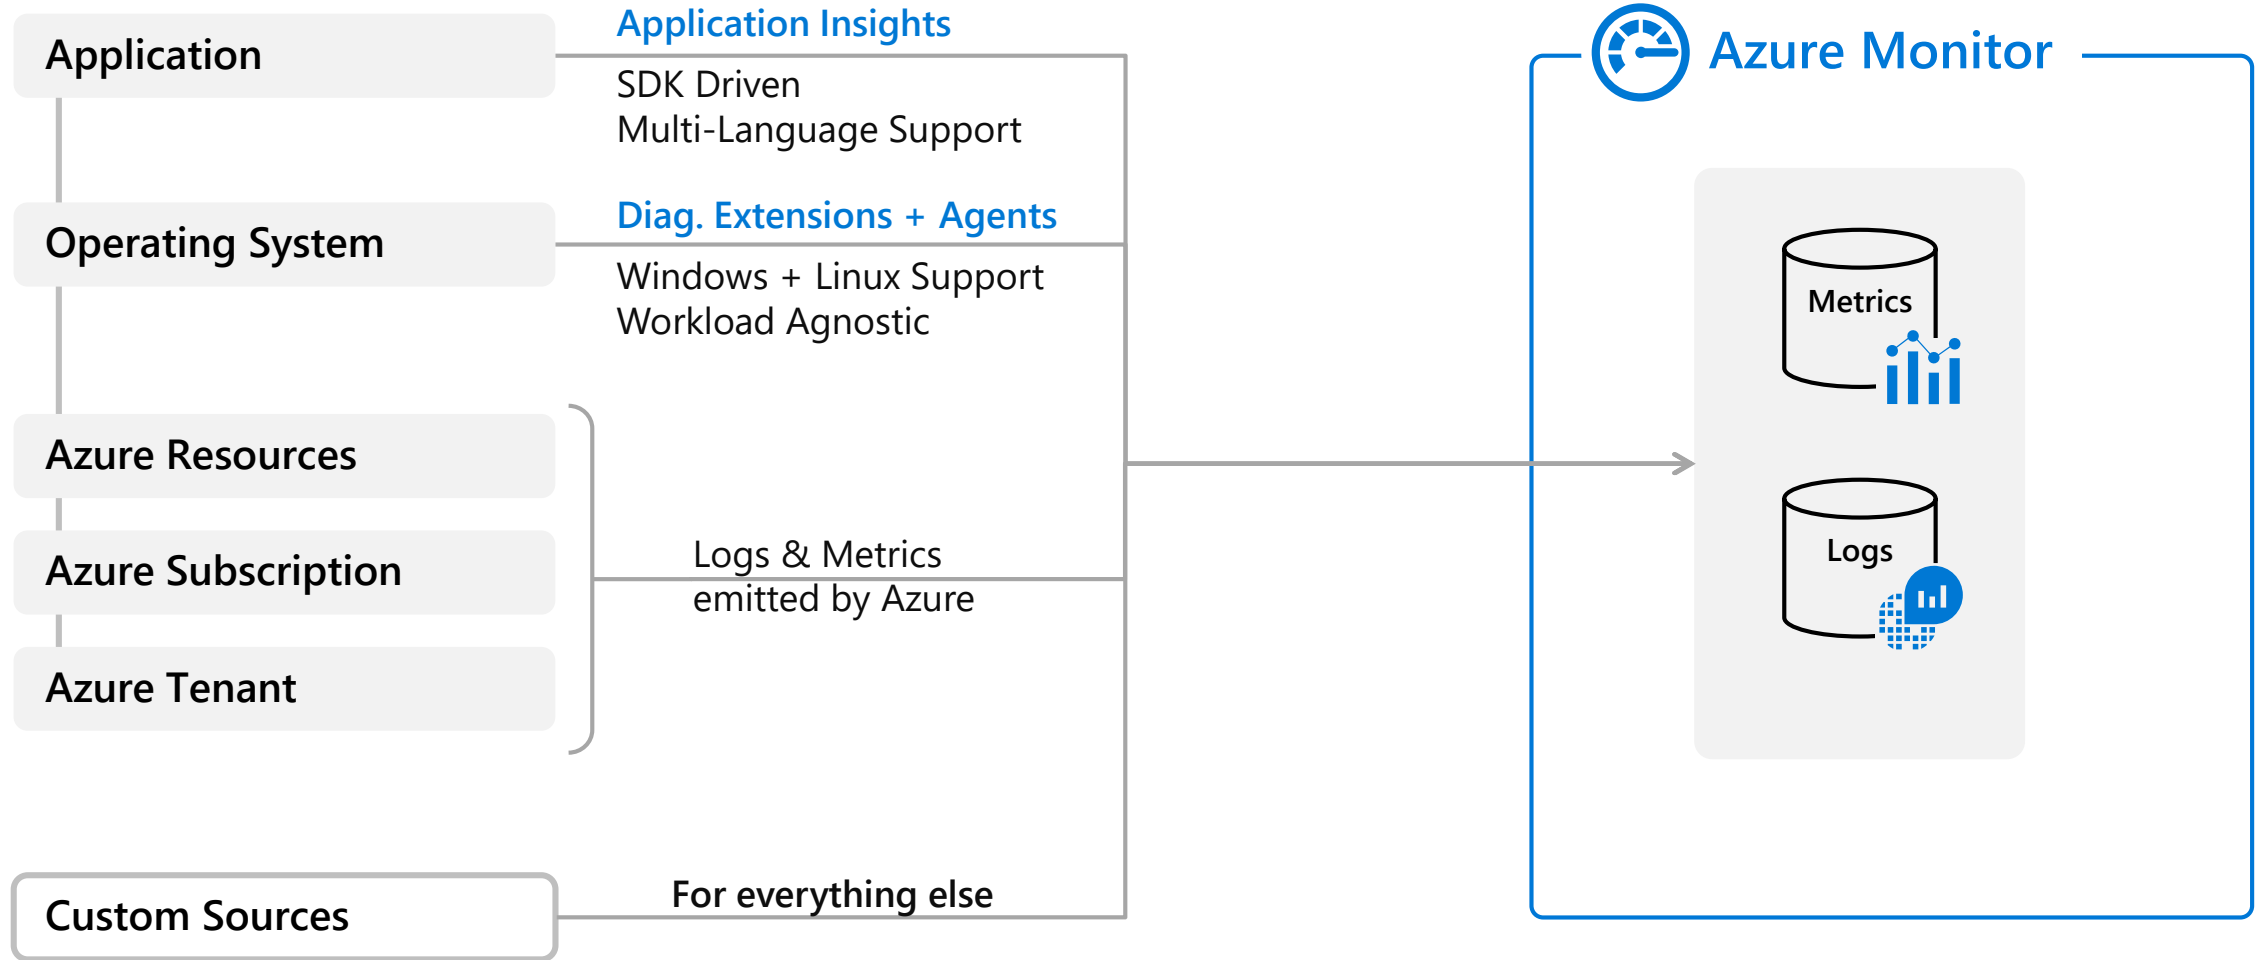 Application
Application Insights
SDK Driven
Multi-Language Support
Operating System
Diag. Extensions + Agents
Windows + Linux Support
Workload Agnostic
Azure Resources
Azure Subscription
Azure Tenant
Logs & Metrics
emitted by Azure
Custom Sources
For everything else
Azure Monitor
Metrics
Logs